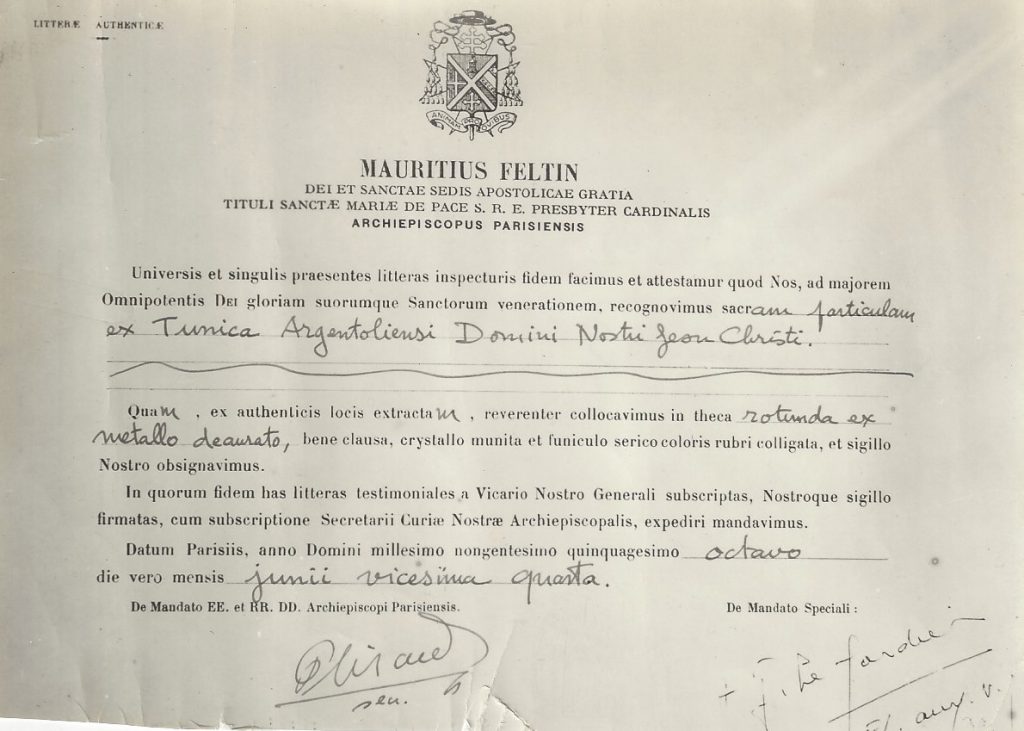 LITTERÆ AUTHENTICÆ
ANIMAM PRO OVIBUS
MAURITIUS FELTIN
DEI ET SANCTAE SEDIS APOSTOLICAE GRATIA
TITULI SANCTÆ MARIÆ DE PACE S. R. E. PRESBYTER CARDINALIS
ARCHIEPISCOPUS PARISIENSIS
Universis et singulis praesentes litteras inspecturis fidem facimus et attestamur quod Nos, ad majorem
Omnipotentis DEI gloriam suorumque Sanctorum venerationem, recognovimus sacram particulam
ex Tunica Argentoliensi Domini Nostri Jesu Christi.
Quam , ex authenticis locis extractam , reverenter collocavimus in theca rotunda ex
metallo deaurato, bene clausa, crystallo munita et funiculo serico coloris rubri colligata, et sigillo
Nostro obsignavimus.
In quorum fidem has litteras testimoniales a Vicario Nostro Generali subscriptas, Nostroque sigillo
firmatas, cum subscriptione Secretarii Curiæ Nostræ Archiepiscopalis, expediri mandavimus.
Datum Parisiis, anno Domini millesimo nongentesimo quinquagesimo octavo
die vero mensis junii vicesima quarta.
De Mandato EE. et RR. DD. Archiepiscopi Parisiensis.
De Mandato Speciali :